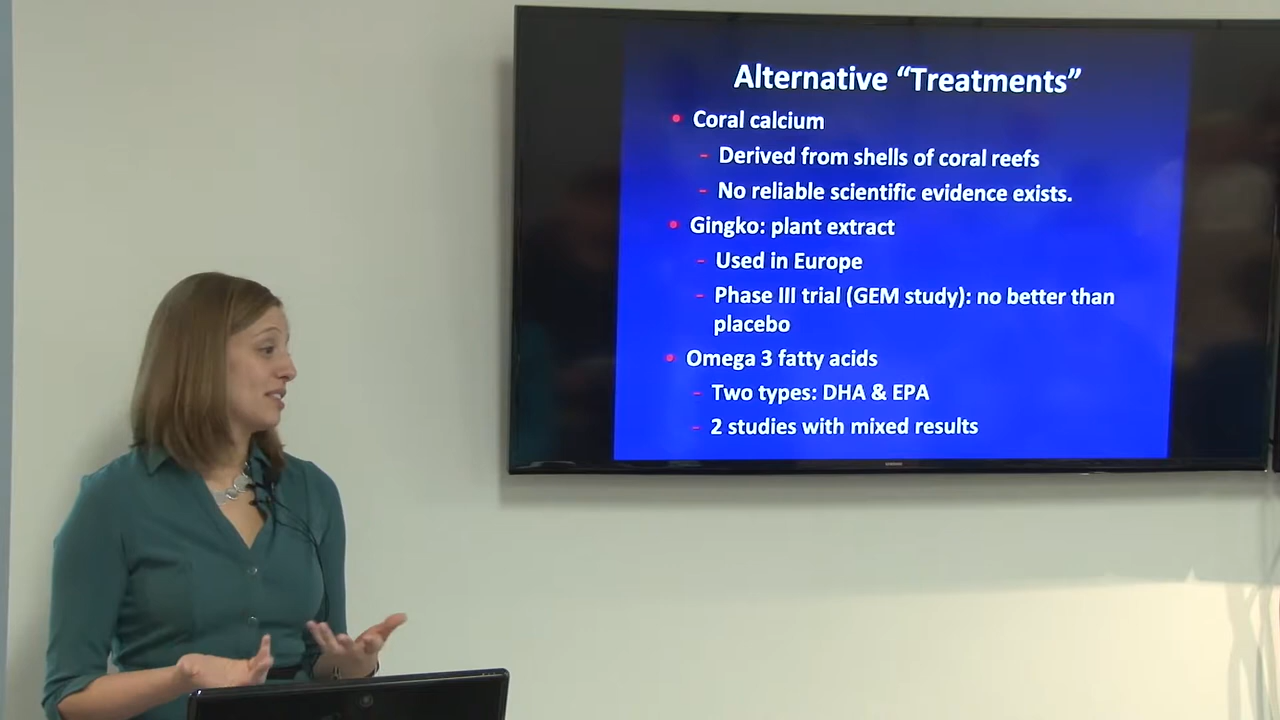 Alternative “Treatments”
• Coral calcium
– Derived from shells of coral reefs
– No reliable scientific evidence exists.
• Gingko: plant extract
– Used in Europe
– Phase III trial (GEM study): no better than
placebo
• Omega 3 fatty acids
– Two types: DHA & EPA
– 2 studies with mixed results